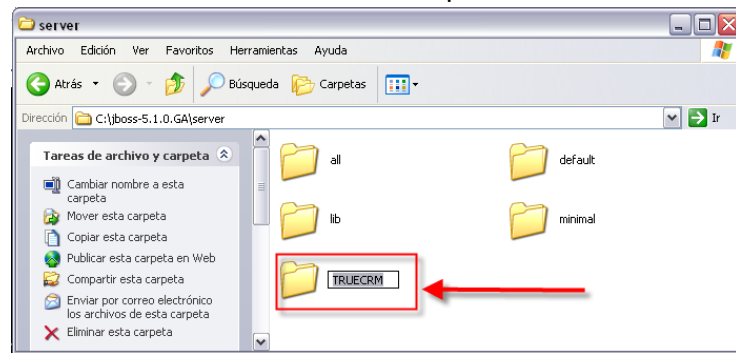 server
Archivo Edición Ver Favoritos Herramientas Ayuda
Atrás Búsqueda Carpetas
Dirección C:\jboss-5.1.0.GA\server Ir
Tareas de archivo y carpeta
Cambiar nombre a esta
carpeta
Mover esta carpeta
Copiar esta carpeta
Publicar esta carpeta en Web
Compartir esta carpeta
Enviar por correo electrónico
los archivos de esta carpeta
Eliminar esta carpeta
all default
lib minimal
TRUECRM